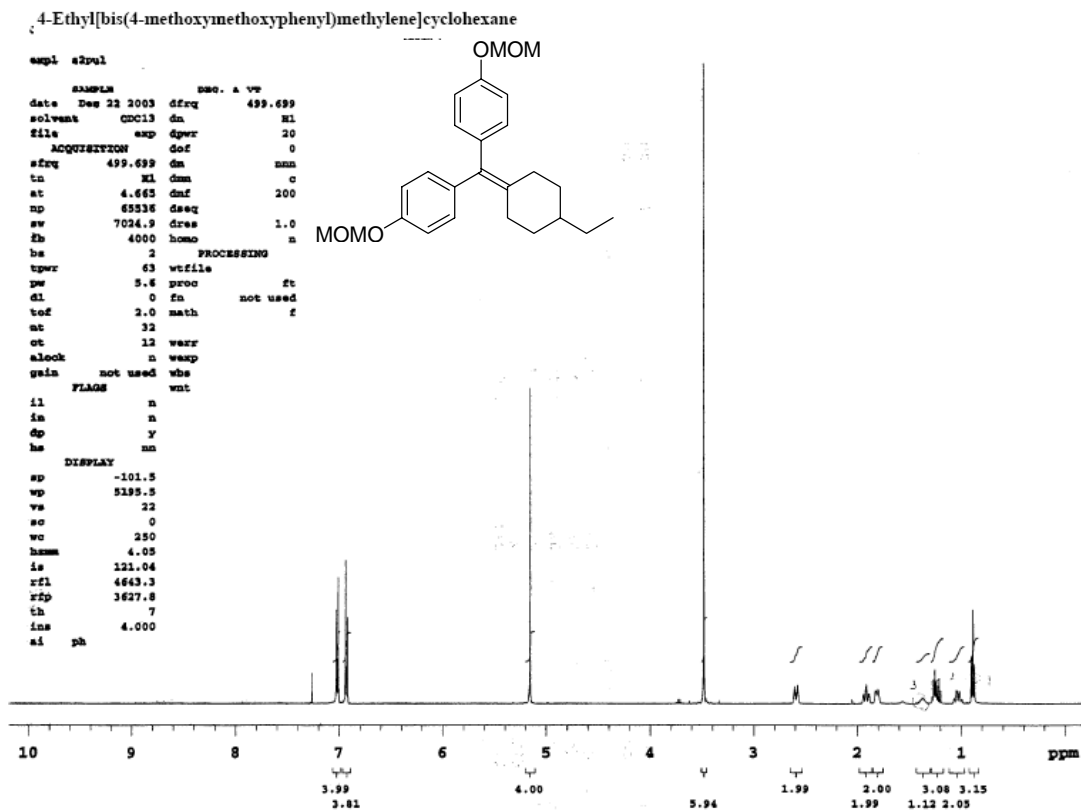 4-Ethyl[bis(4-methoxymethoxyphenyl)methylene]cyclohexane
exp1 s2pul
SAMPLE DEC. & VT
date Dec 22 2003 dfrq 499.699
solvent CDCl3 dn H1
file exp dpwr 20
ACQUISITION dof 0
sfrq 499.699 dm nnn
tn H1 dmm c
at 4.665 dmf 200
np 65536 dseq
sw 7024.9 dres 1.0
fb 4000 homo n
bs 2 PROCESSING
tpwr 63 wtfile
pw 5.6 proc ft
d1 0 fn not used
tof 2.0 math f
nt 32
ct 12 werr
alock n wexp
gain not used wbs
FLAGS wnt
il n
in n
dp y
hs nn
DISPLAY
sp -101.5
wp 5195.5
vs 22
sc 0
wc 250
hzmm 4.05
is 121.04
rfl 4643.3
rfp 3627.8
th 7
ins 4.000
ai ph
OMOM
MOMO
10 9 8 7 6 5 4 3 2 1 ppm
3.99 4.00 1.99 2.00 3.08 3.15
3.81 5.94 1.99 1.12 2.05